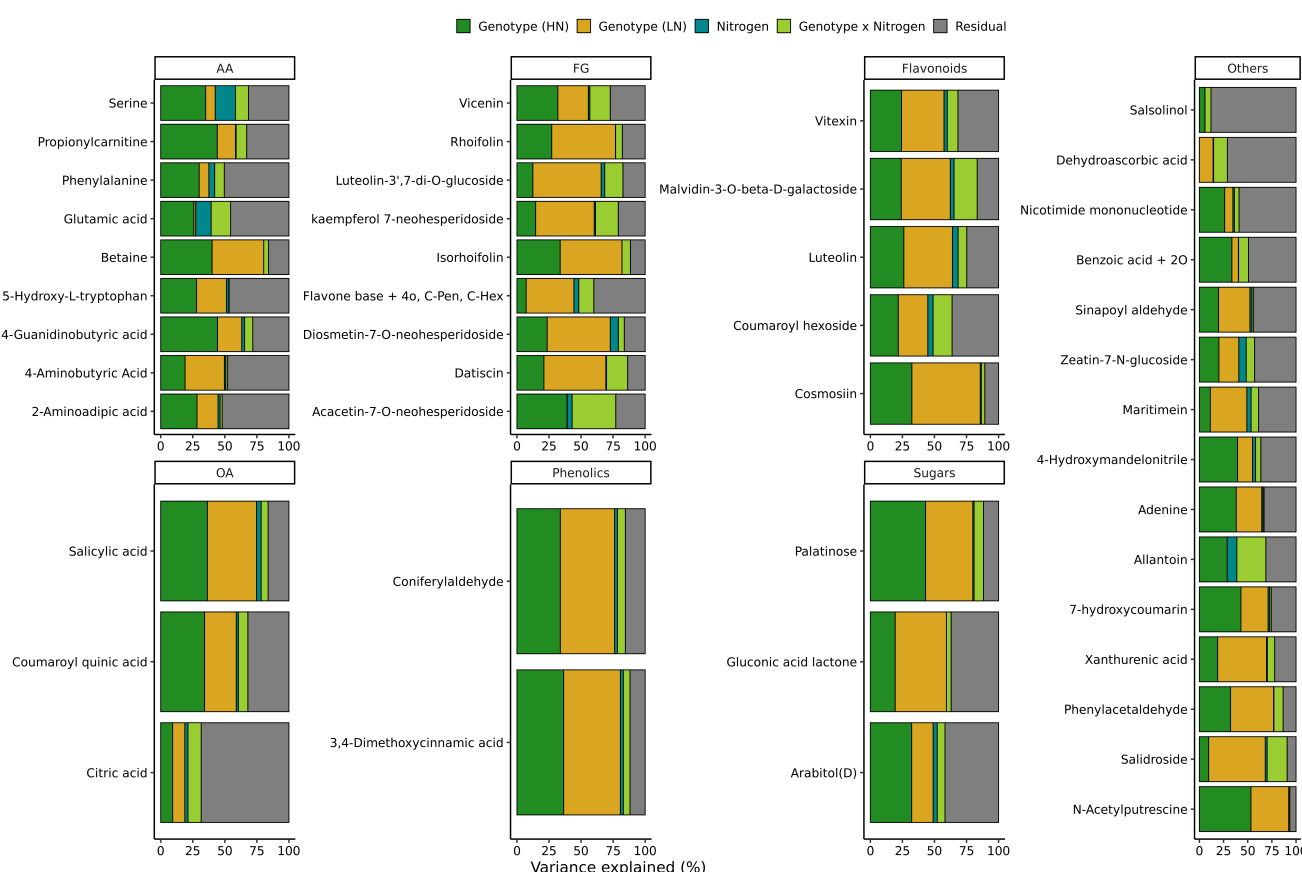 Genotype (HN) Genotype (LN) Nitrogen Genotype x Nitrogen Residual
AA
Serine
Propionylcarnitine
Phenylalanine
Glutamic acid
Betaine
5-Hydroxy-L-tryptophan
4-Guanidinobutyric acid
4-Aminobutyric Acid
2-Aminoadipic acid
0 25 50 75 100
FG
Vicenin
Rhoifolin
Luteolin-3',7-di-O-glucoside
kaempferol 7-neohesperidoside
Isorhoifolin
Flavone base + 4o, C-Pen, C-Hex
Diosmetin-7-O-neohesperidoside
Datiscin
Acacetin-7-O-neohesperidoside
0 25 50 75 100
Flavonoids
Vitexin
Malvidin-3-O-beta-D-galactoside
Luteolin
Coumaroyl hexoside
Cosmosiin
0 25 50 75 100
Others
Salsolinol
Dehydroascorbic acid
Nicotimide mononucleotide
Benzoic acid + 2O
Sinapoyl aldehyde
Zeatin-7-N-glucoside
Maritimein
4-Hydroxymandelonitrile
Adenine
Allantoin
7-hydroxycoumarin
Xanthurenic acid
Phenylacetaldehyde
Salidroside
N-Acetylputrescine
0 25 50 75
OA
Salicylic acid
Coumaroyl quinic acid
Citric acid
0 25 50 75 100
Phenolics
Coniferylaldehyde
3,4-Dimethoxycinnamic acid
0 25 50 75 100
Sugars
Palatinose
Gluconic acid lactone
Arabitol(D)
0 25 50 75 100
Variance explained (%)